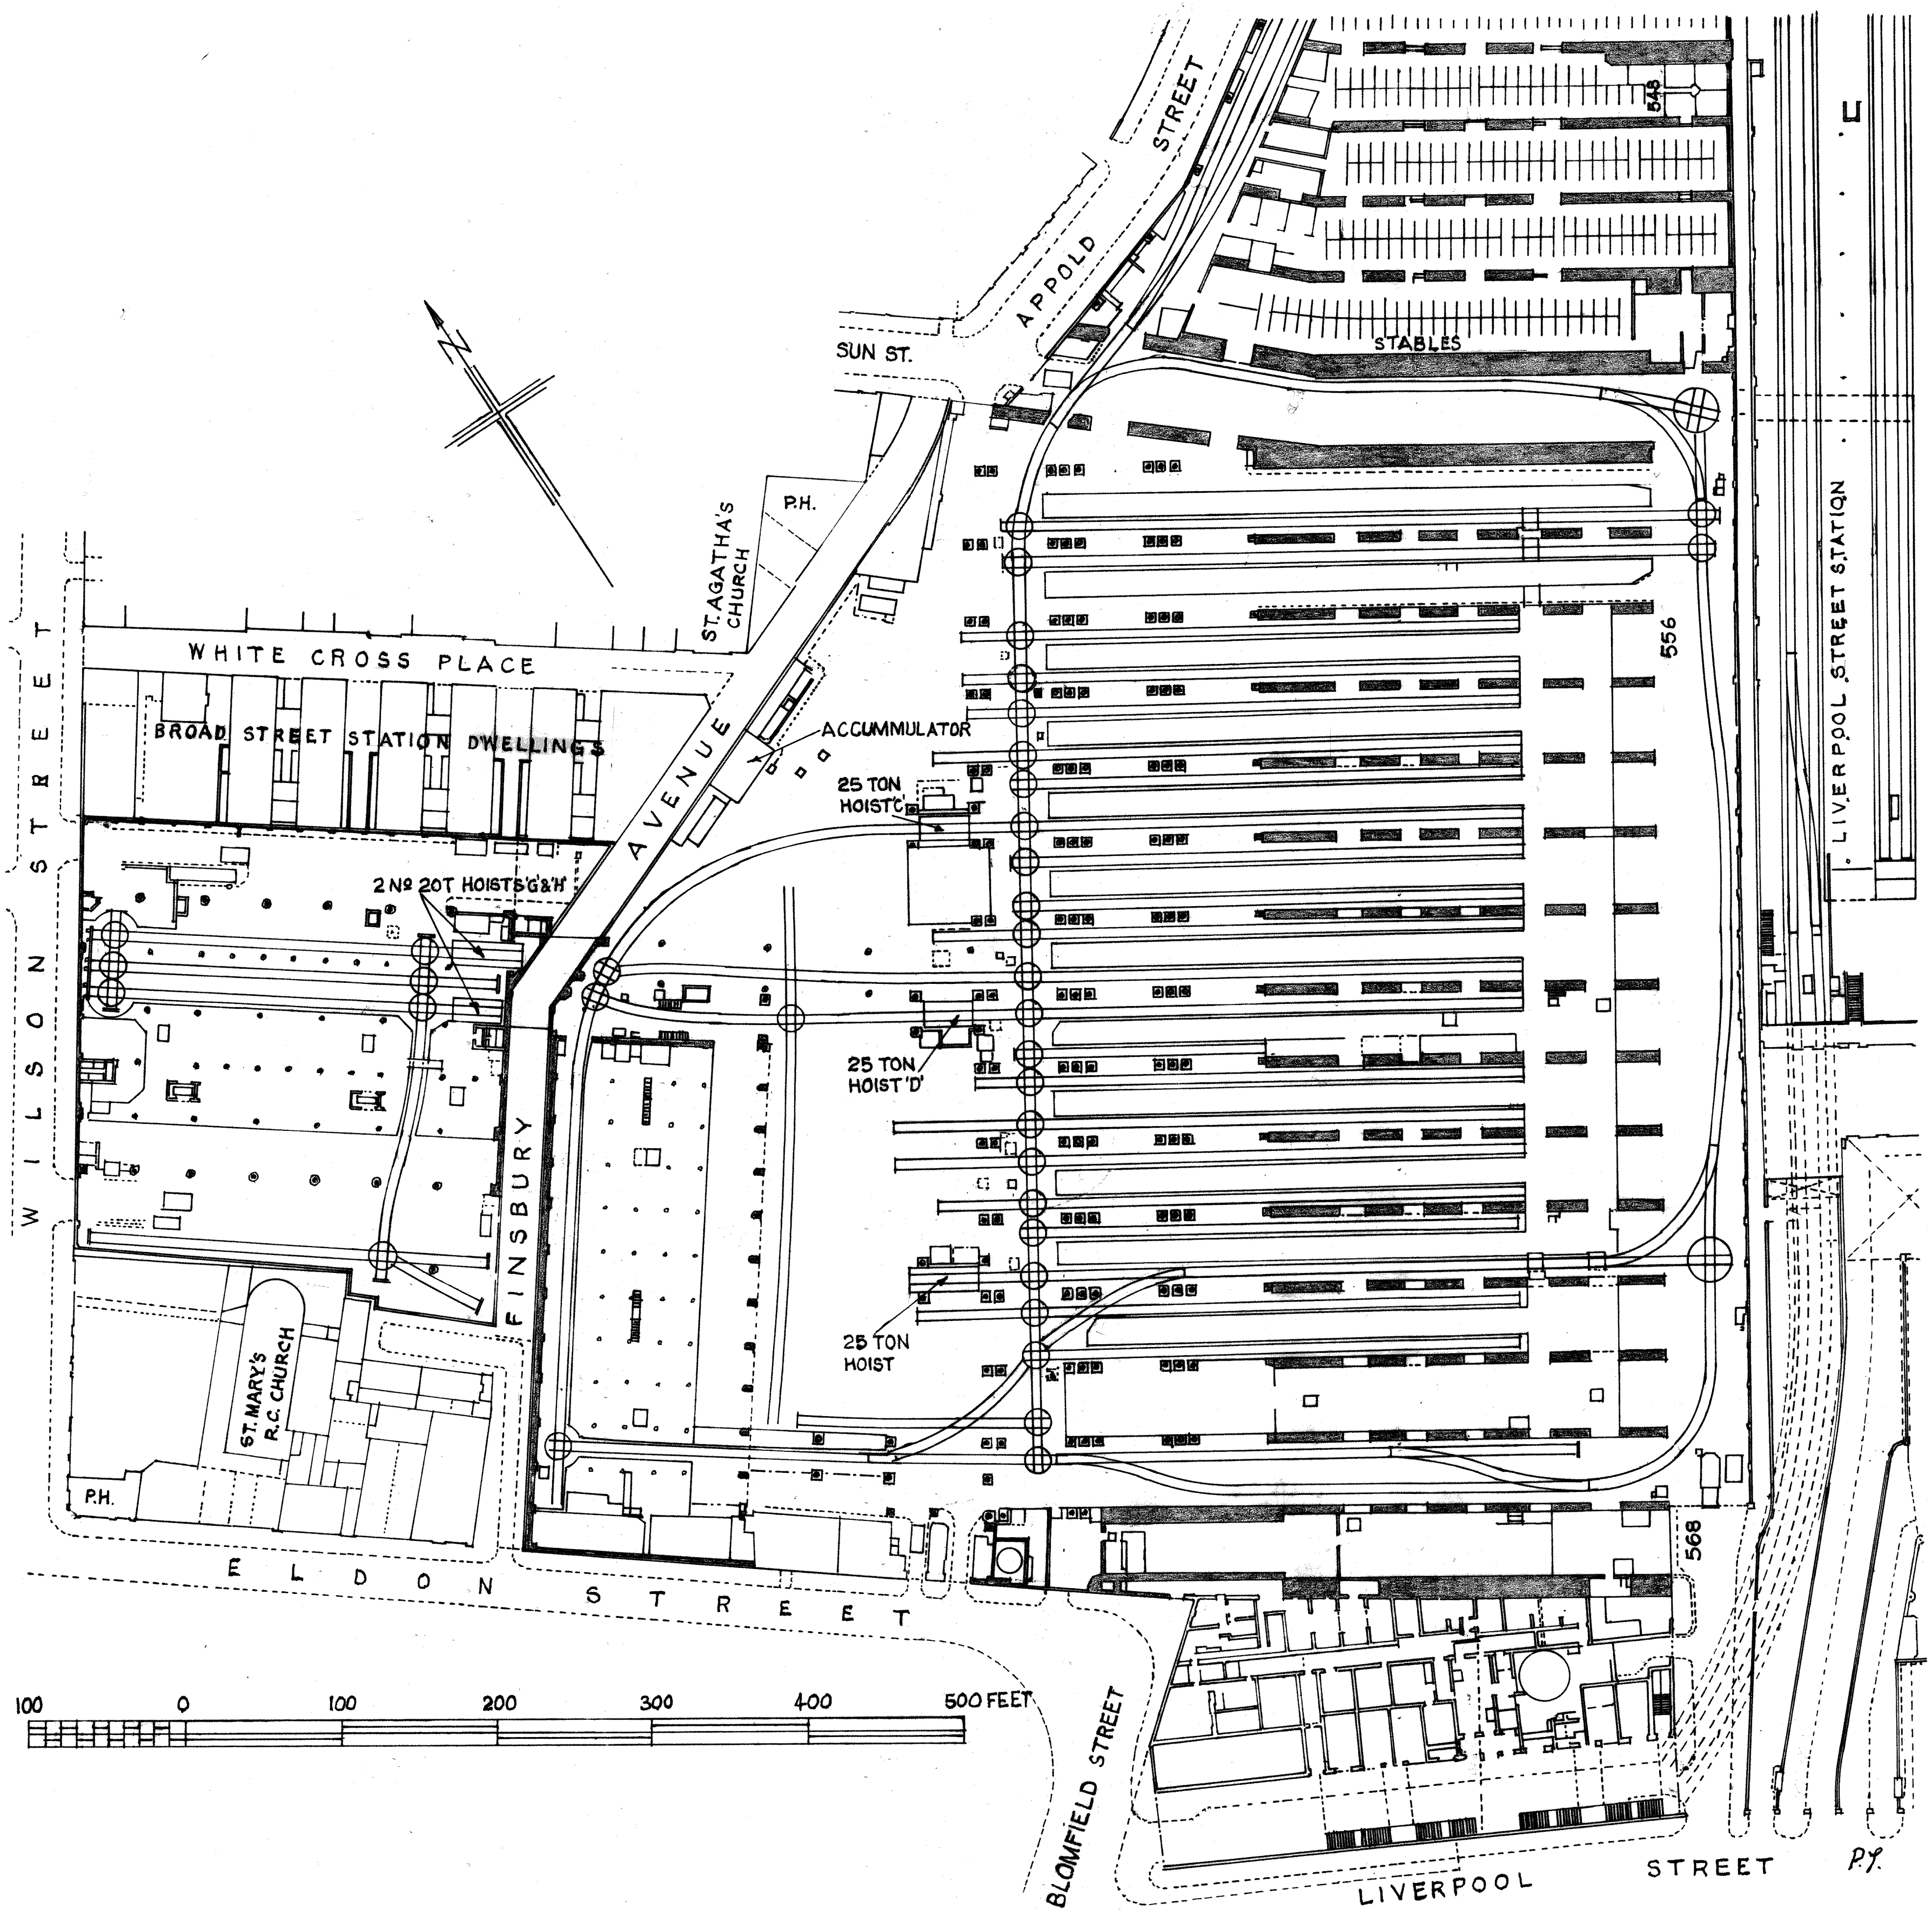 APPOLD STREET
548
SUN ST.
STABLES
N
P.H.
ST. AGATHA'S
CHURCH
LIVERPOOL STREET STATION
556
WHITE CROSS PLACE
BROAD STREET STATION DWELLINGS
ACCUMMULATOR
25 TON
HOIST 'C'
FINSBURY AVENUE
2 Nº 20T HOISTS 'G' & 'H'
WILSON STREET
25 TON
HOIST 'D'
25 TON
HOIST
ST. MARY'S
R.C. CHURCH
P.H.
568
ELDON STREET
100 0 100 200 300 400 500 FEET
BLOMFIELD STREET
LIVERPOOL STREET
P.J.